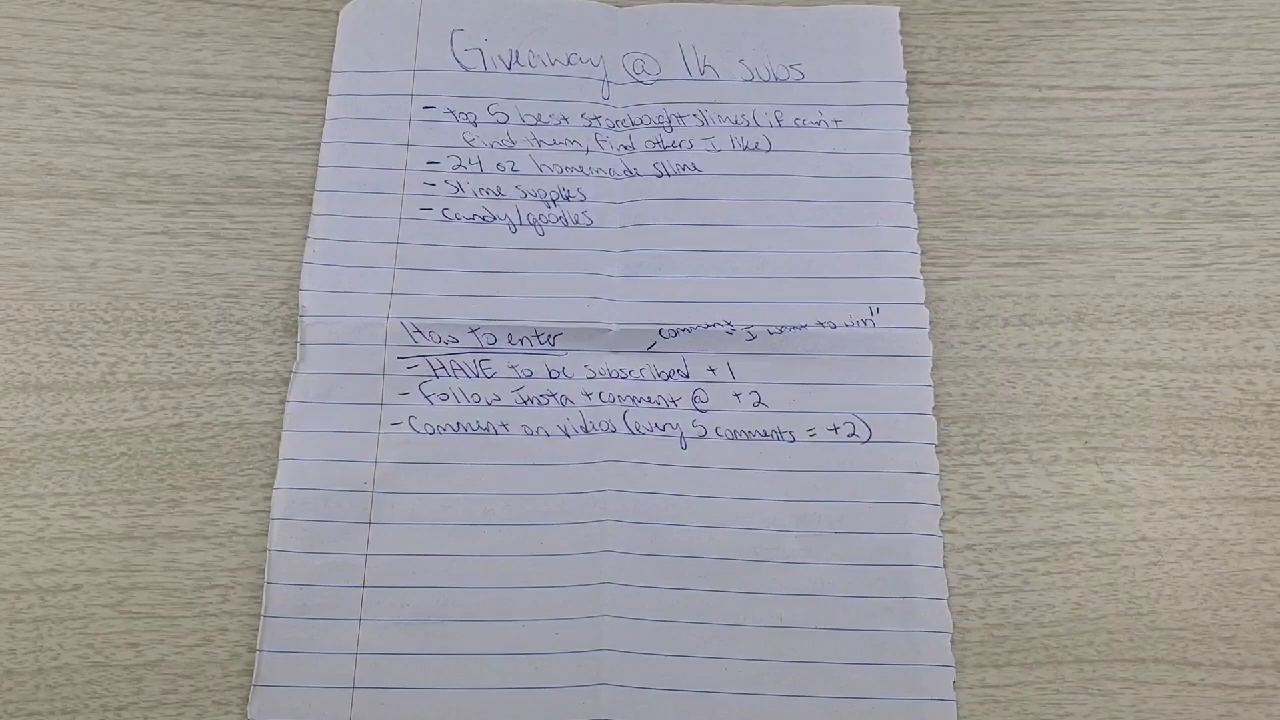 Giveaway @ 1k subs
- top 5 best storebought slimes (if can't
find them, find others I like)
- 24 oz homemade slime
- Slime supplies
- candy/goodies
How to enter
, comment "I want to win"
- HAVE to be subscribed +1
- Follow Insta + comment @ +2
- Comment on videos (every 5 comments = +2)